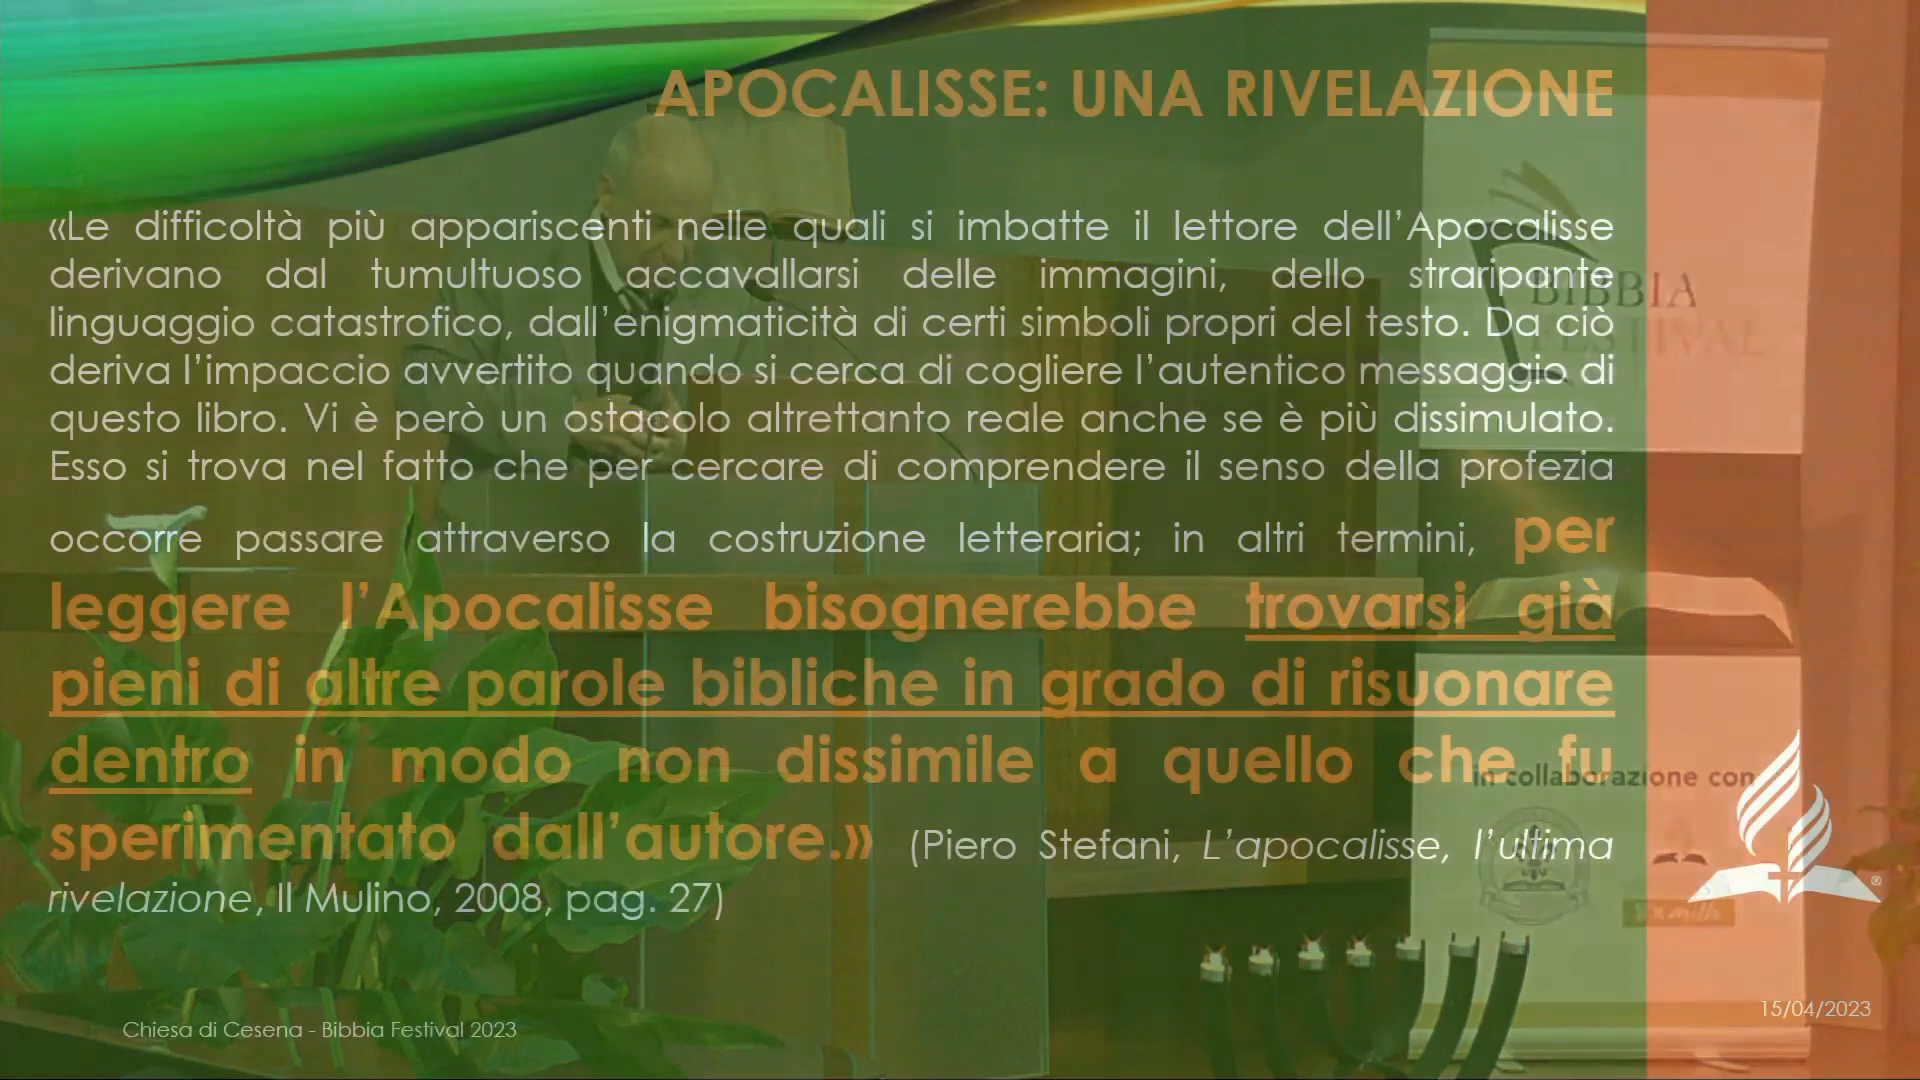 APOCALISSE: UNA RIVELAZIONE
«Le difficoltà più appariscenti nelle quali si imbatte il lettore dell’Apocalisse
derivano dal tumultuoso accavallarsi delle immagini, dello straripante
linguaggio catastrofico, dall’enigmaticità di certi simboli propri del testo. Da ciò
deriva l’impaccio avvertito quando si cerca di cogliere l’autentico messaggio di
questo libro. Vi è però un ostacolo altrettanto reale anche se è più dissimulato.
Esso si trova nel fatto che per cercare di comprendere il senso della profezia
occorre passare attraverso la costruzione letteraria; in altri termini, per
leggere l’Apocalisse bisognerebbe trovarsi già
pieni di altre parole bibliche in grado di risuonare
dentro in modo non dissimile a quello che fu
sperimentato dall’autore.» (Piero Stefani, L’apocalisse, l’ultima
rivelazione, Il Mulino, 2008, pag. 27)
BIBBIA
FESTIVAL
in collaborazione con
®
Chiesa di Cesena - Bibbia Festival 2023
15/04/2023